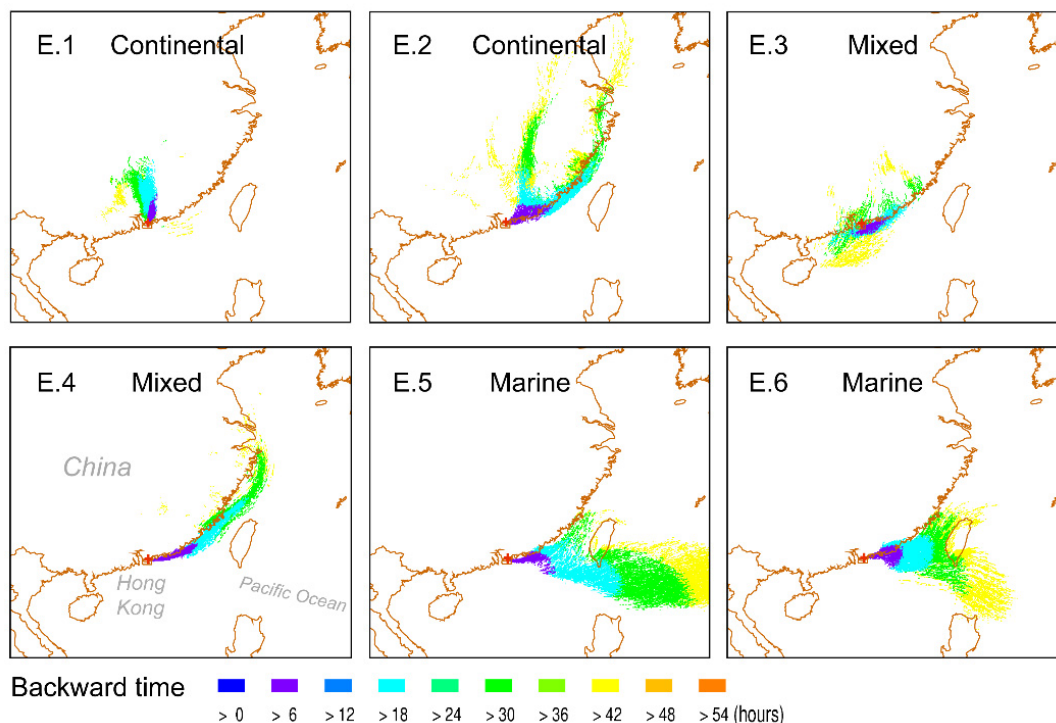 E.1 Continental
E.2 Continental
E.3 Mixed
E.4 Mixed
China
Hong
Kong
Pacific Ocean
E.5 Marine
E.6 Marine
Backward time
> 0 > 6 >12 >18 > 24 > 30 > 36 > 42 > 48 > 54 (hours)